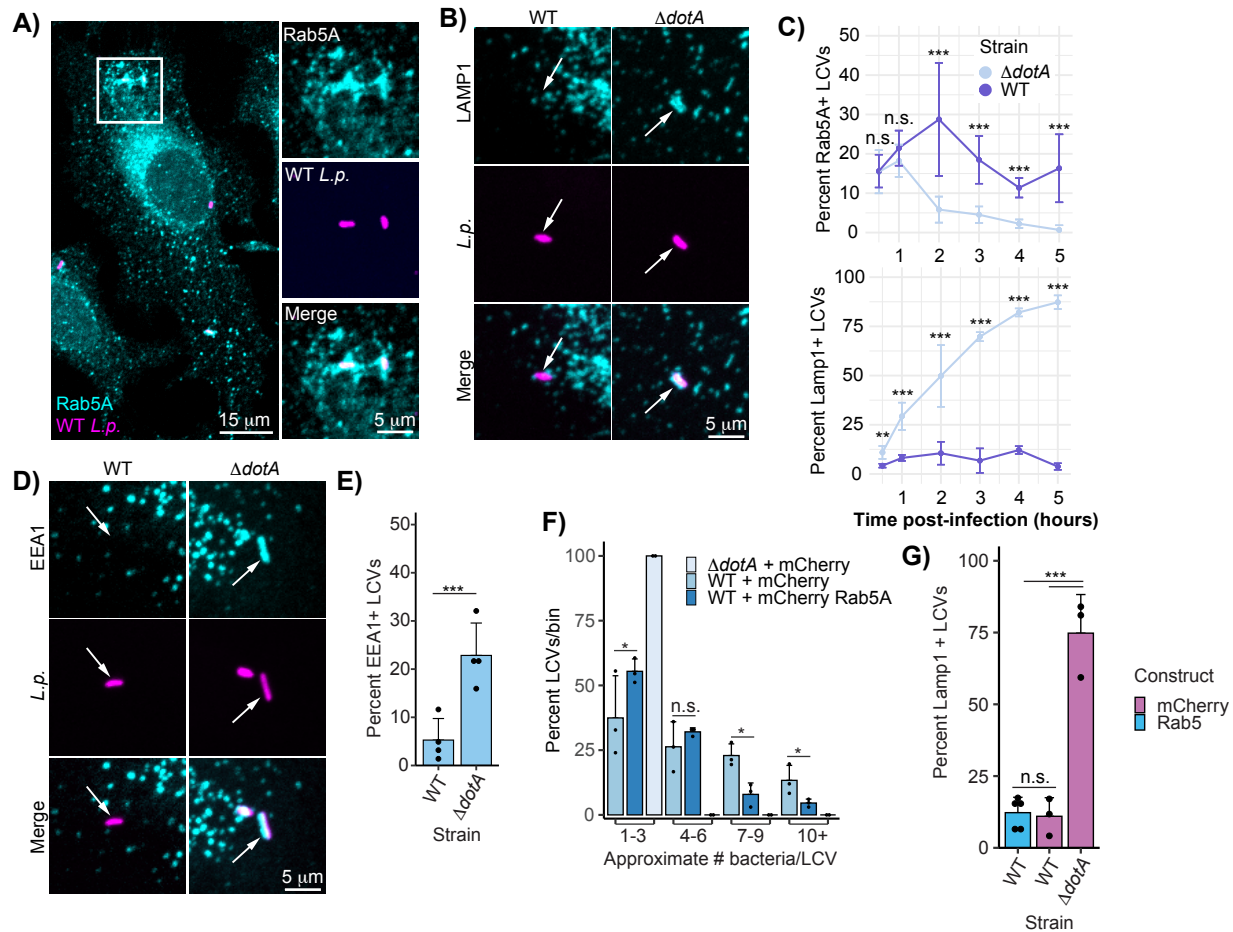 A)
Rab5A
WT L.p.
15 μm
Rab5A
WT L.p.
Merge
5 μm
B)
WT
ΔdotA
LAMP1
L.p.
Merge
5 μm
C)
Percent Rab5A+ LCVs
50
40
30
20
10
0
Strain
ΔdotA
WT
n.s.
n.s.
***
***
***
***
1
2
3
4
5
Percent Lamp1+ LCVs
100
75
50
25
0
**
***
***
***
***
***
1
2
3
4
5
Time post-infection (hours)
D)
WT
ΔdotA
EEA1
L.p.
Merge
5 μm
E)
Percent EEA1+ LCVs
50
40
30
20
10
0
***
WT
ΔdotA
Strain
F)
Percent LCVs/bin
100
75
50
25
0
ΔdotA + mCherry
WT + mCherry
WT + mCherry Rab5A
*
n.s.
*
*
1-3
4-6
7-9
10+
Approximate # bacteria/LCV
G)
Percent Lamp1 + LCVs
100
75
50
25
0
***
n.s.
WT
WT
ΔdotA
Strain
Construct
mCherry
Rab5